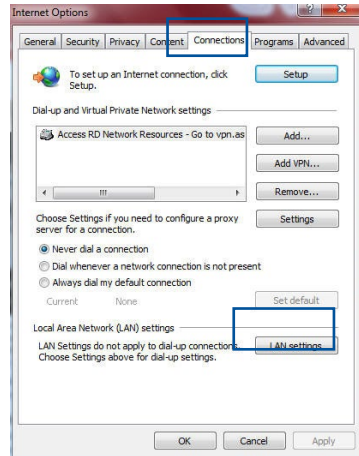 Internet Options
General Security Privacy Content Connections Programs Advanced
To set up an Internet connection, click
Setup.
Setup
Dial-up and Virtual Private Network settings
Access RD Network Resources - Go to vpn.as
Add...
Add VPN...
Remove...
Choose Settings if you need to configure a proxy
server for a connection.
Settings
Never dial a connection
Dial whenever a network connection is not present
Always dial my default connection
Current None
Set default
Local Area Network (LAN) settings
LAN Settings do not apply to dial-up connections.
Choose Settings above for dial-up settings.
LAN settings
OK Cancel Apply